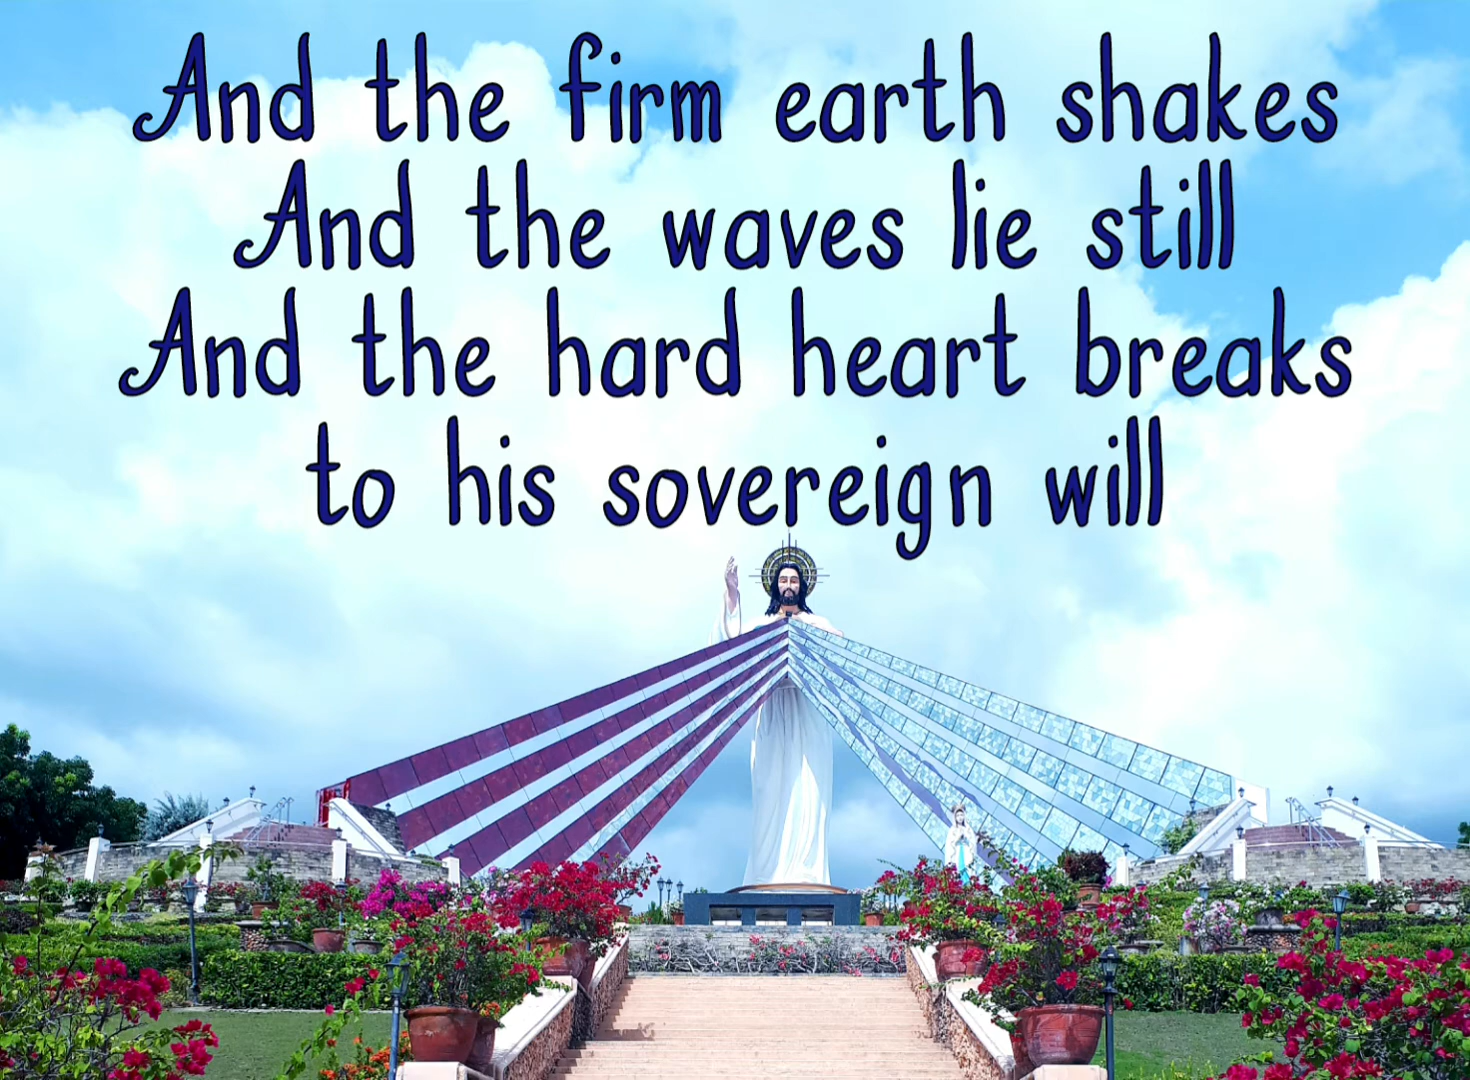 And the firm earth shakes
And the waves lie still
And the hard heart breaks
to his sovereign will